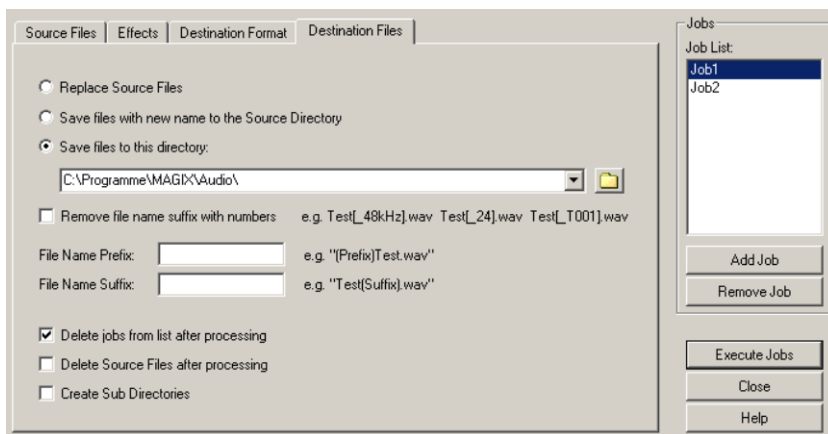 Source Files Effects Destination Format Destination Files
Replace Source Files
Save files with new name to the Source Directory
Save files to this directory:
C:\Programme\MAGIX\Audio\
Remove file name suffix with numbers e.g. Test[_48kHz].wav Test[_24].wav Test[_T001].wav
File Name Prefix: e.g. "(Prefix)Test.wav"
File Name Suffix: e.g. "Test(Suffix).wav"
Delete jobs from list after processing
Delete Source Files after processing
Create Sub Directories
Jobs
Job List:
Job1
Job2
Add Job
Remove Job
Execute Jobs
Close
Help